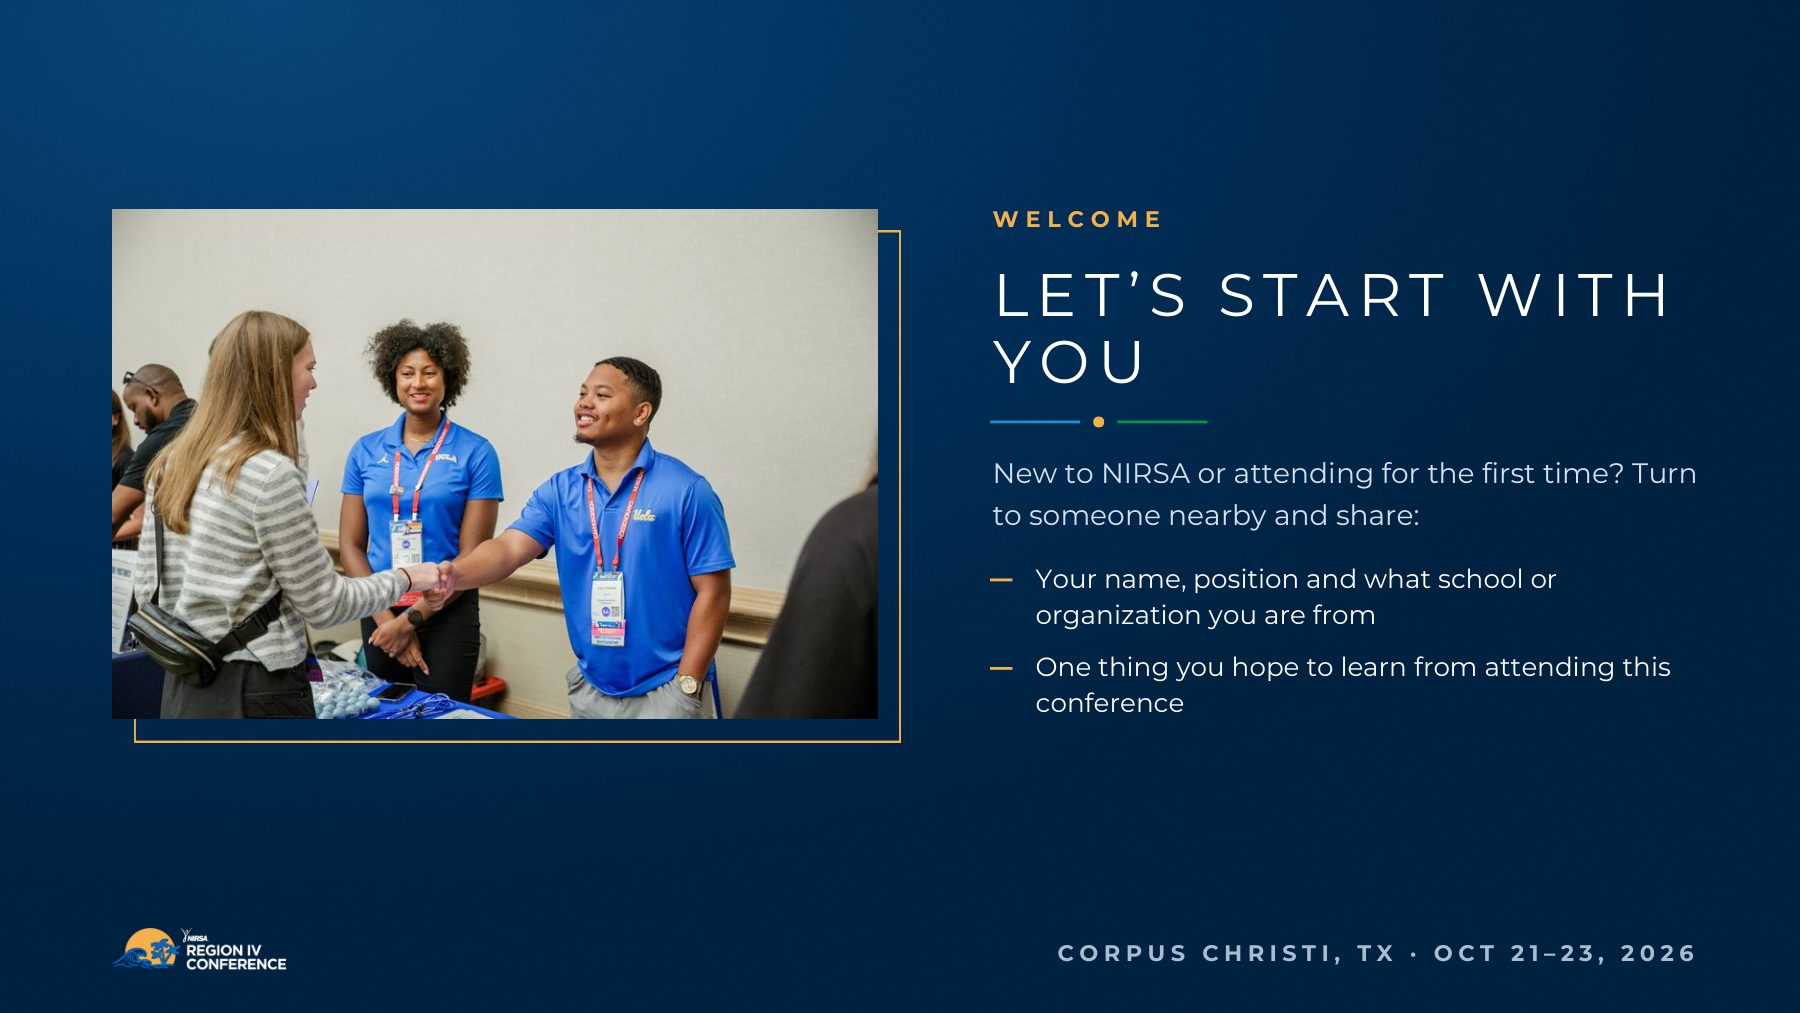 WELCOME
LET’S START WITH
YOU
New to NIRSA or attending for the first time? Turn
to someone nearby and share:
— Your name, position and what school or
organization you are from
— One thing you hope to learn from attending this
conference
Ucla
NIRSA
REGION IV
CONFERENCE
CORPUS CHRISTI, TX · OCT 21–23, 2026